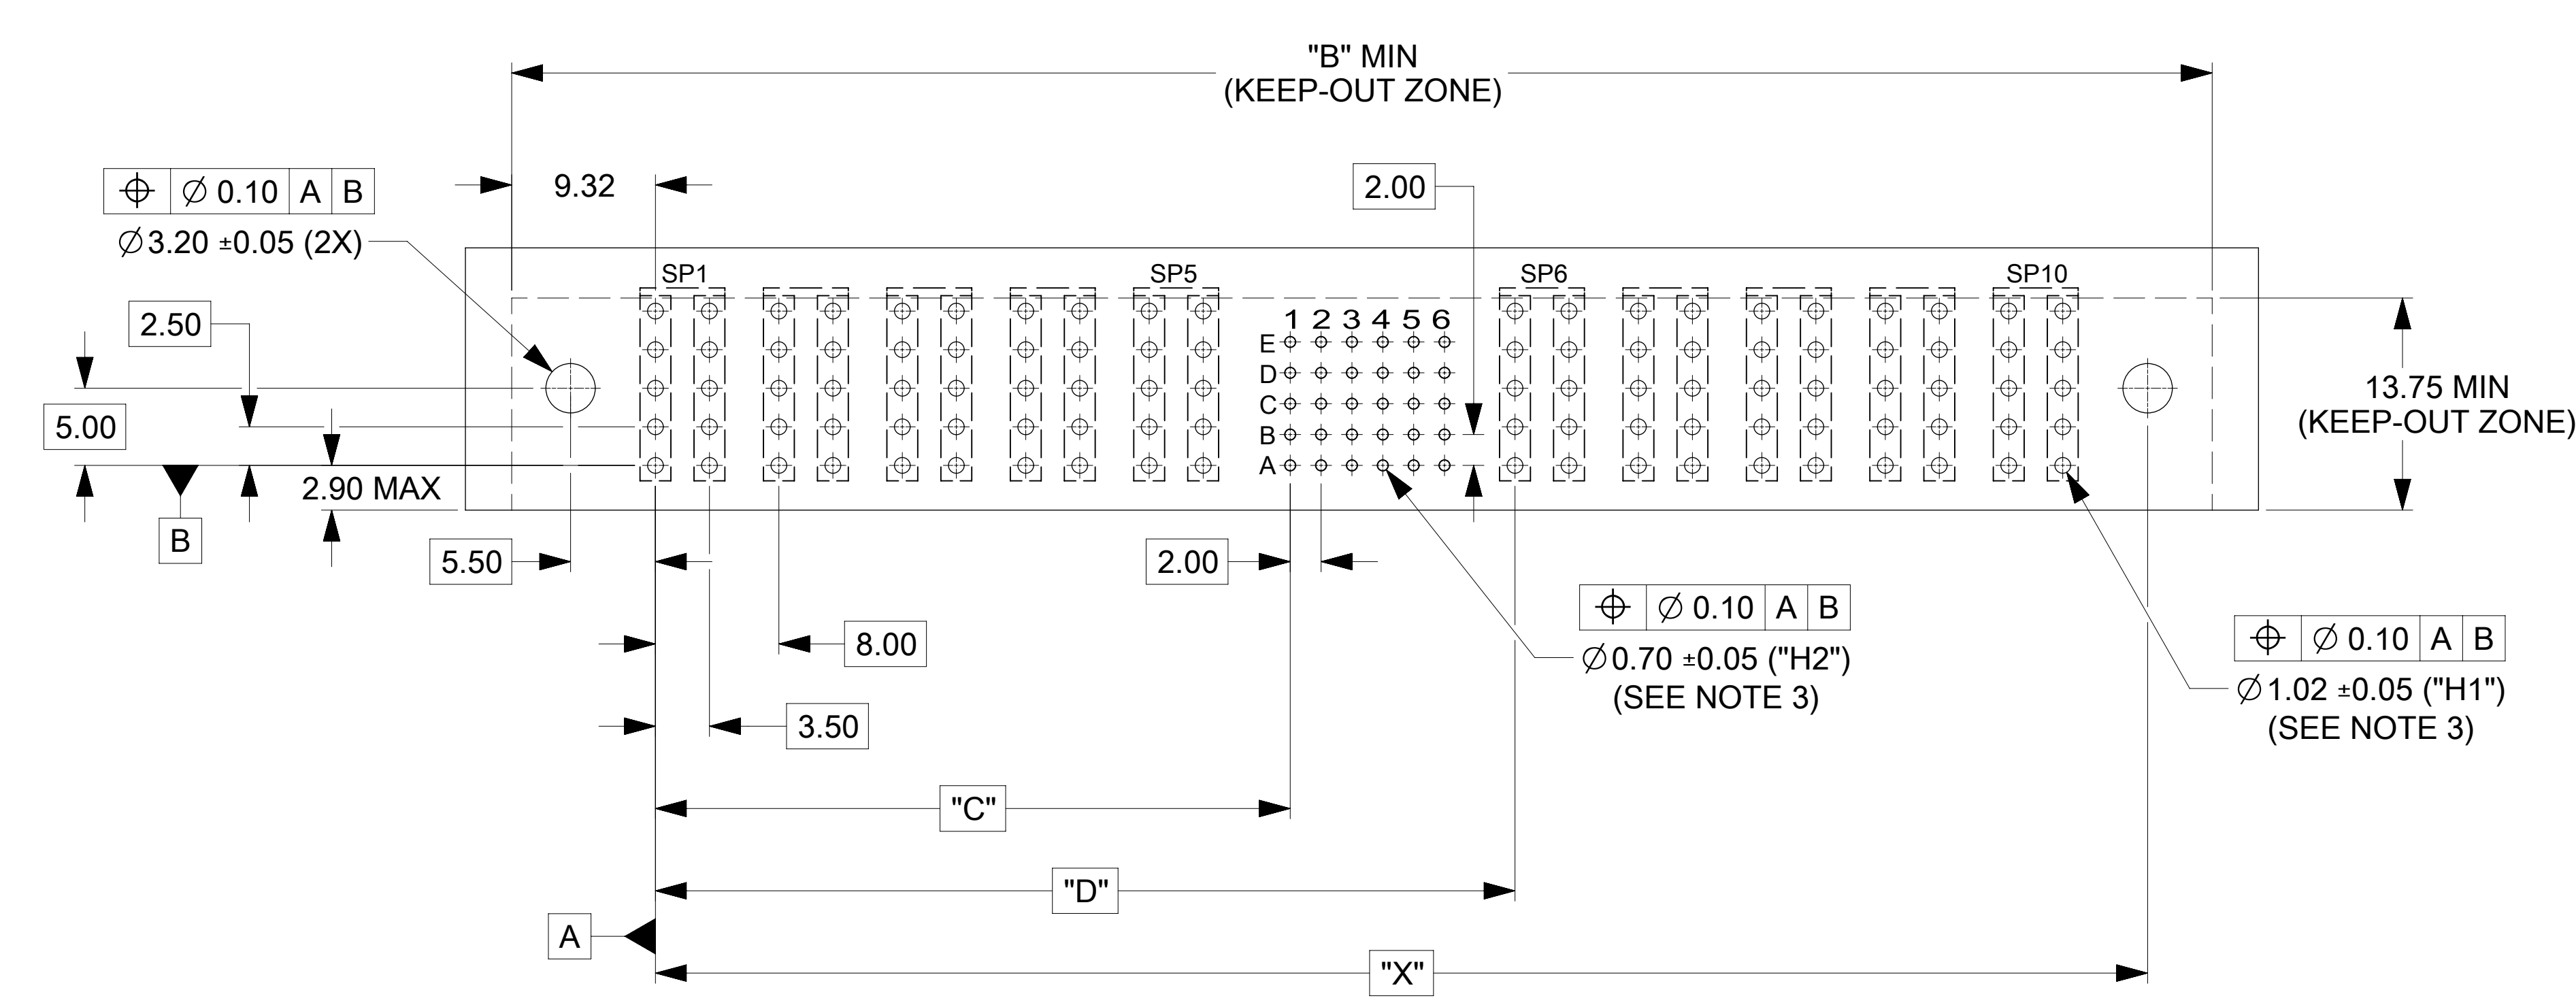 "B" MIN
(KEEP-OUT ZONE)
⌖ ∅ 0.10 A B
∅3.20 ±0.05 (2X)
9.32
2.00
SP1
SP5
SP6
SP10
2.50
5.00
2.90 MAX
B
1 2 3 4 5 6
E
D
C
B
A
13.75 MIN
(KEEP-OUT ZONE)
5.50
2.00
8.00
3.50
⌖ ∅ 0.10 A B
∅0.70 ±0.05 ("H2")
(SEE NOTE 3)
⌖ ∅ 0.10 A B
∅1.02 ±0.05 ("H1")
(SEE NOTE 3)
"C"
"D"
A
"X"